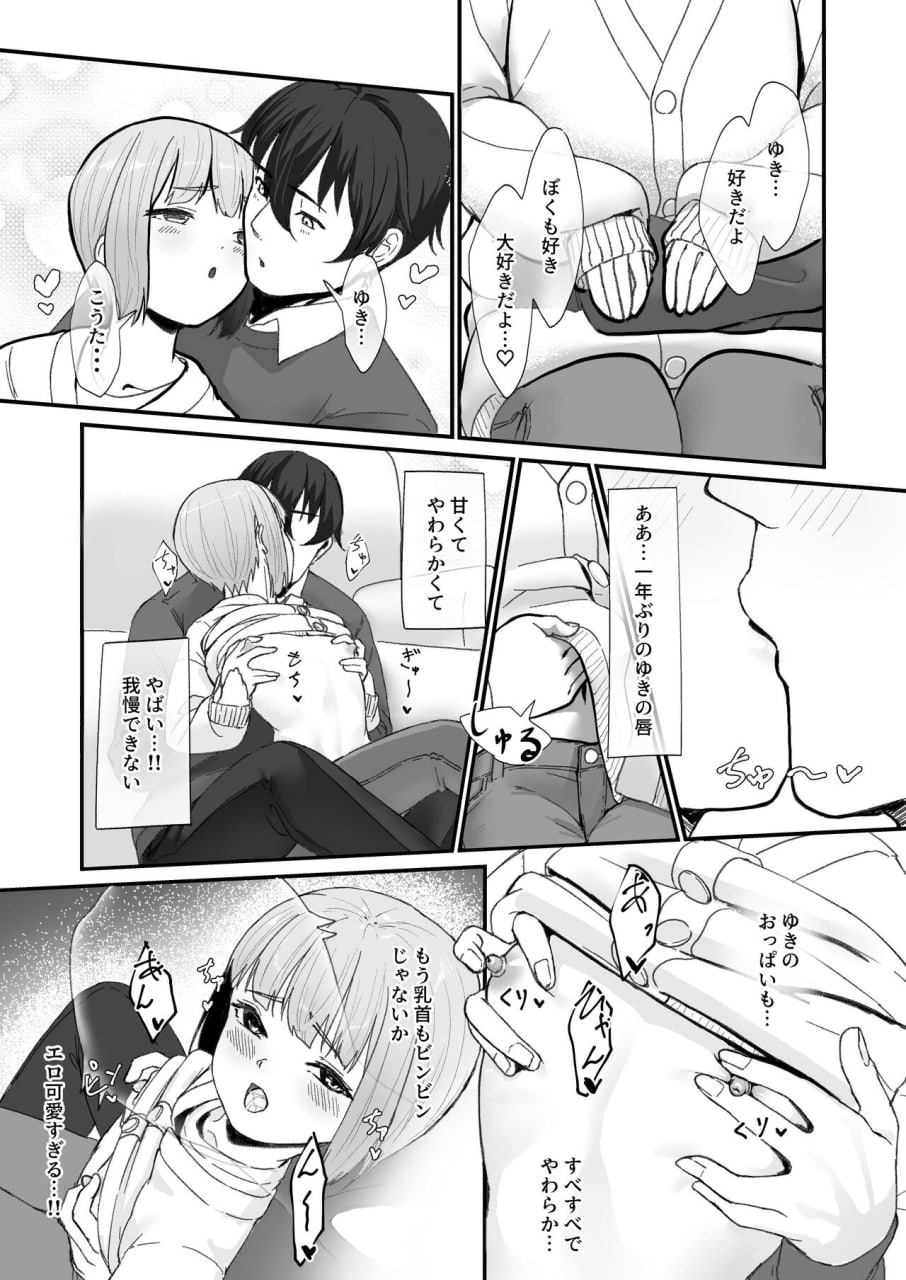 ゆき…
好きだよ
ぼくも好き
大好きだよ…♡
ゆき…
こうた…
ああ…一年ぶりのゆきの唇
ちゅ～♡
しゅる
甘くて
やわらかくて
ちゅ
ちゅ
ぎゅ～
やばい…!!
我慢できない
ゆきの
おっぱいも…
あっ
ひゃん
くり♥
くり♥
すべすべで
やわらか…
もう乳首もビンビン
じゃないか
あん
ん～
エロ可愛すぎる…!!